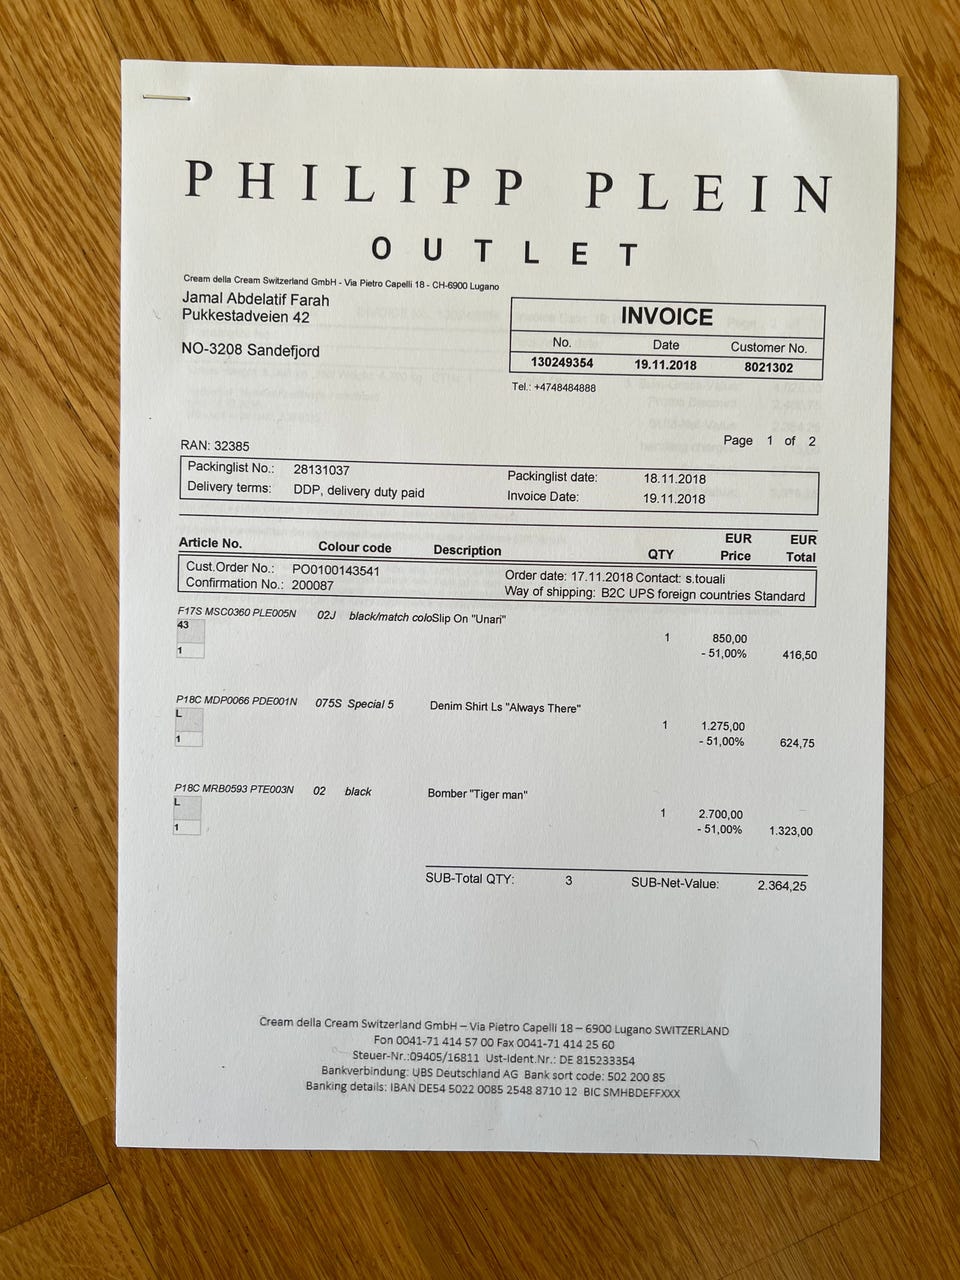 PHILIPP PLEIN
OUTLET
Cream della Cream Switzerland GmbH - Via Pietro Capelli 18 - CH-6900 Lugano
Jamal Abdelatif Farah
Pukkestadveien 42
NO-3208 Sandefjord
INVOICE
No. Date Customer No.
130249354 19.11.2018 8021302
Tel.: +4748484888
Page 1 of 2
RAN: 32385
Packinglist No.: 28131037 Packinglist date: 18.11.2018
Delivery terms: DDP, delivery duty paid Invoice Date: 19.11.2018
Article No. Colour code Description QTY EUR Price EUR Total
Cust.Order No.: PO0100143541 Order date: 17.11.2018 Contact: s.touali
Confirmation No.: 200087 Way of shipping: B2C UPS foreign countries Standard
F17S MSC0360 PLE005N 02J black/match coloSlip On "Unari"
43
1 850,00
1 - 51,00% 416,50
P18C MDP0066 PDE001N 075S Special 5 Denim Shirt Ls "Always There"
L
1 1.275,00
1 - 51,00% 624,75
P18C MRB0593 PTE003N 02 black Bomber "Tiger man"
L
1 2.700,00
1 - 51,00% 1.323,00
SUB-Total QTY: 3 SUB-Net-Value: 2.364,25
Cream della Cream Switzerland GmbH – Via Pietro Capelli 18 – 6900 Lugano SWITZERLAND
Fon 0041-71 414 57 00 Fax 0041-71 414 25 60
Steuer-Nr.:09405/16811 Ust-Ident.Nr.: DE 815233354
Bankverbindung: UBS Deutschland AG Bank sort code: 502 200 85
Banking details: IBAN DE54 5022 0085 2548 8710 12 BIC SMHBDEFFXXX